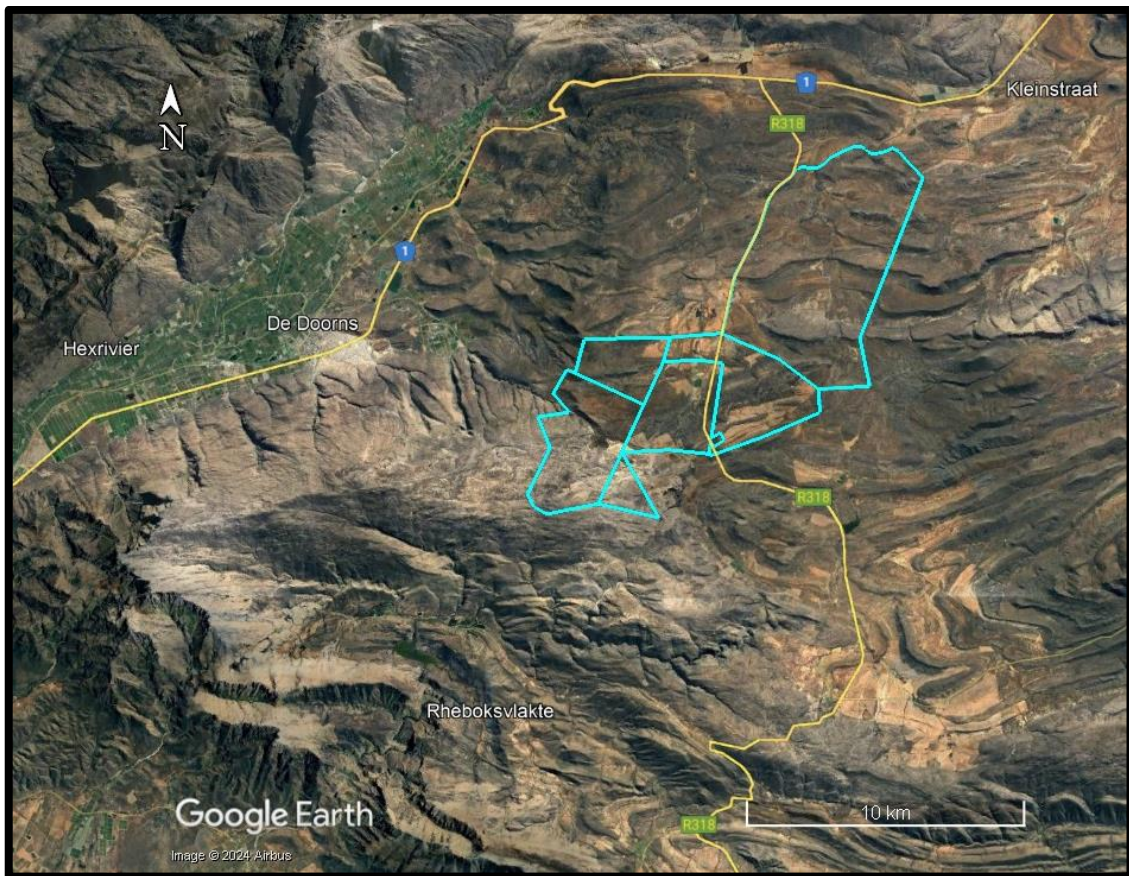 1
Kleinstraat
R318
N
1
De Doorns
Hexrivier
R318
Rheboksvlakte
Google Earth
10 km
R318
Image © 2024 Airbus